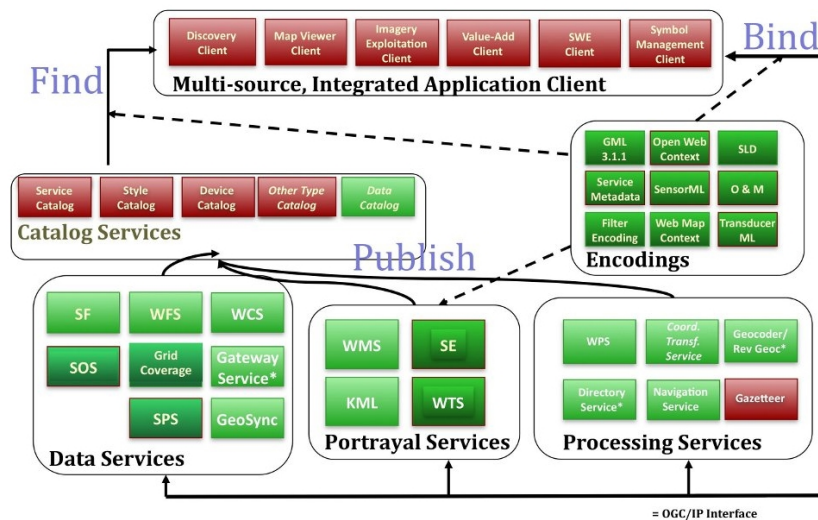 Discovery
Client
Map Viewer
Client
Imagery
Exploitation
Client
Value-Add
Client
SWE
Client
Symbol
Management
Client
Multi-source, Integrated Application Client
Bind
Find
GML
3.1.1
Open Web
Context
SLD
Service
Metadata
SensorML
O & M
Filter
Encoding
Web Map
Context
Transducer
ML
Encodings
Service
Catalog
Style
Catalog
Device
Catalog
Other Type
Catalog
Data
Catalog
Catalog Services
Publish
SF
WFS
WCS
SOS
Grid
Coverage
Gateway
Service*
SPS
GeoSync
Data Services
WMS
SE
KML
WTS
Portrayal Services
WPS
Coord.
Transf.
Service
Geocoder/
Rev Geoc*
Directory
Service*
Navigation
Service
Gazetteer
Processing Services
= OGC/IP Interface